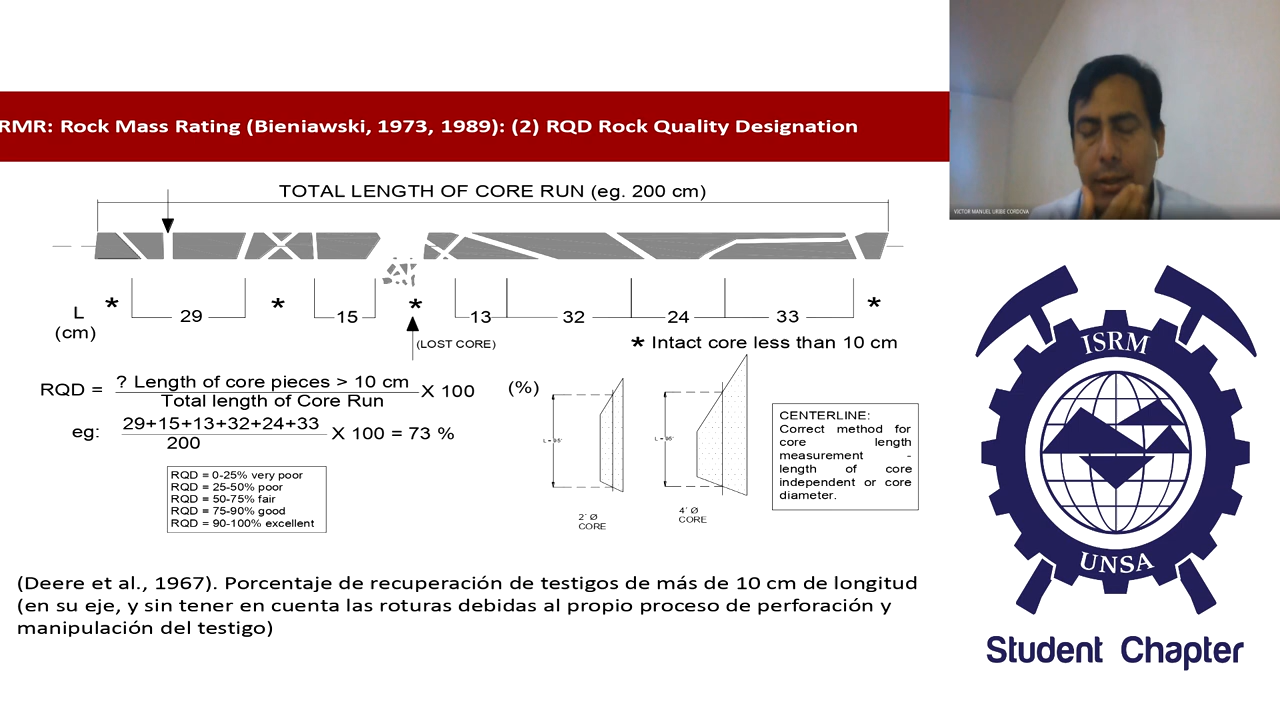 RMR: Rock Mass Rating (Bieniawski, 1973, 1989): (2) RQD Rock Quality Designation
VICTOR MANUEL URIBE CORDOVA
TOTAL LENGTH OF CORE RUN (eg. 200 cm)
L
(cm)
* 29 * 15 * 13 32 24 33 *
(LOST CORE)
* Intact core less than 10 cm
RQD = ? Length of core pieces > 10 cm X 100 (%)
Total length of Core Run
eg: 29+15+13+32+24+33 X 100 = 73 %
200
RQD = 0-25% very poor
RQD = 25-50% poor
RQD = 50-75% fair
RQD = 75-90% good
RQD = 90-100% excellent
2' Ø
CORE
4' Ø
CORE
CENTERLINE:
Correct method for
core length
measurement -
length of core
independent or core
diameter.
(Deere et al., 1967). Porcentaje de recuperación de testigos de más de 10 cm de longitud
(en su eje, y sin tener en cuenta las roturas debidas al propio proceso de perforación y
manipulación del testigo)
ISRM
UNSA
Student Chapter